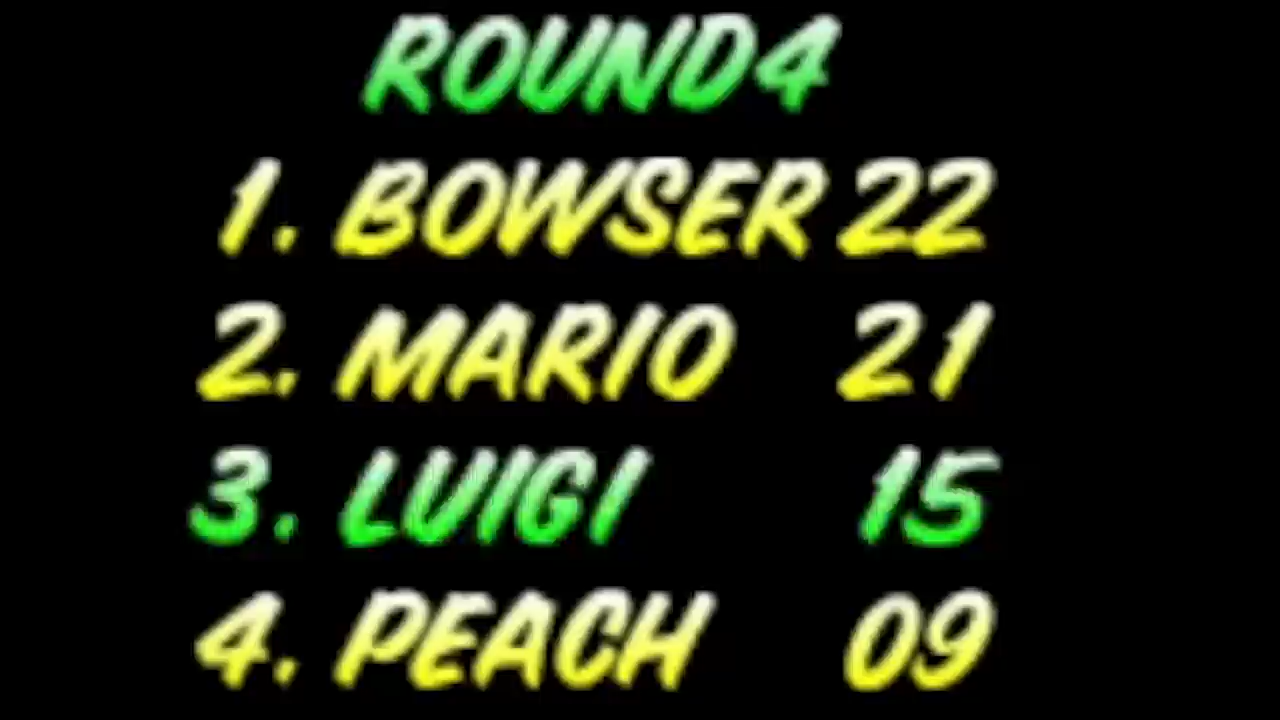 ROUND4
1. BOWSER 22
2. MARIO 21
3. LUIGI 15
4. PEACH 09